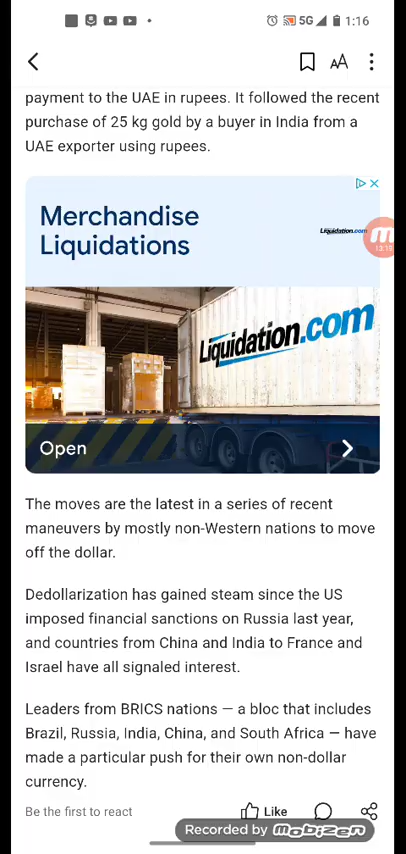 5G 1:16
AA
payment to the UAE in rupees. It followed the recent
purchase of 25 kg gold by a buyer in India from a
UAE exporter using rupees.
Merchandise
Liquidations
Liquidation.com
13:19
Liquidation.com
Open
The moves are the latest in a series of recent
maneuvers by mostly non-Western nations to move
off the dollar.
Dedollarization has gained steam since the US
imposed financial sanctions on Russia last year,
and countries from China and India to France and
Israel have all signaled interest.
Leaders from BRICS nations — a bloc that includes
Brazil, Russia, India, China, and South Africa — have
made a particular push for their own non-dollar
currency.
Be the first to react Like
Recorded by mobizen